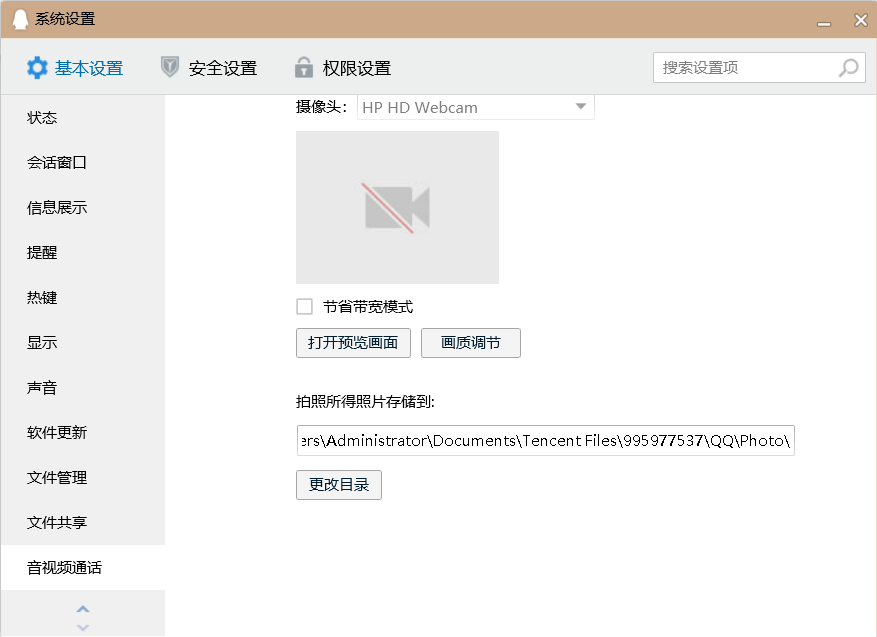 系统设置
基本设置
安全设置
权限设置
搜索设置项
状态
会话窗口
信息展示
提醒
热键
显示
声音
软件更新
文件管理
文件共享
音视频通话
摄像头:
HP HD Webcam
节省带宽模式
打开预览画面
画质调节
拍照所得照片存储到:
ers\Administrator\Documents\Tencent Files\995977537\QQ\Photo\
更改目录